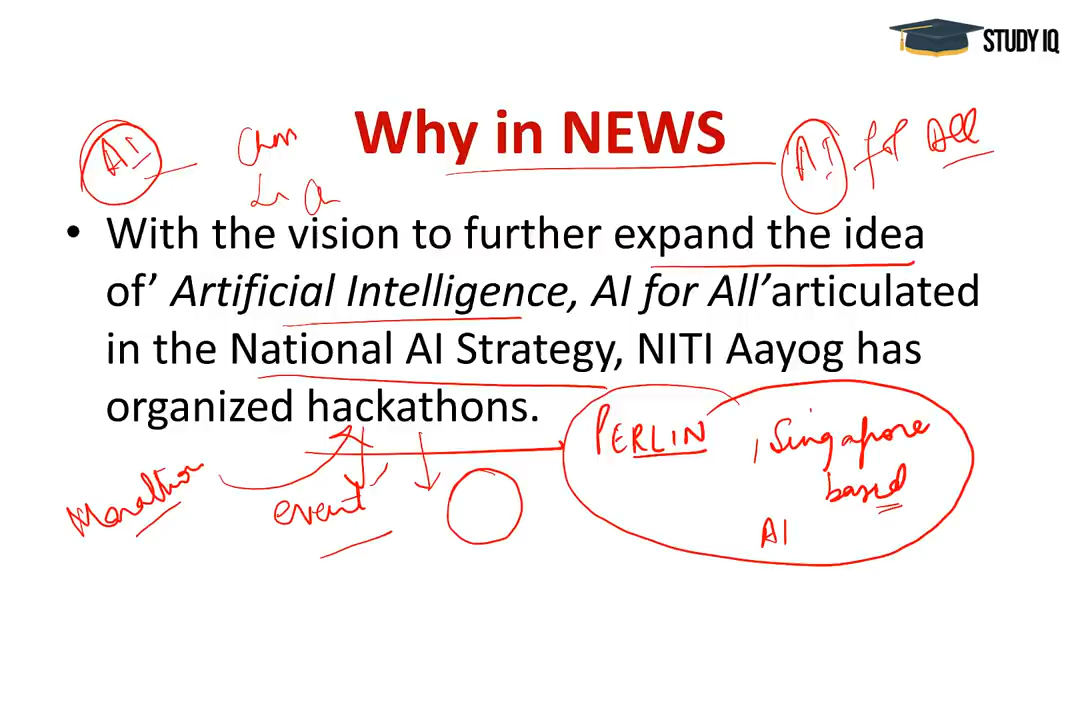 STUDY IQ
Why in NEWS
AI
AI for All
• With the vision to further expand the idea
of’ Artificial Intelligence, AI for All’articulated
in the National AI Strategy, NITI Aayog has
organized hackathons.
PERLIN
Singapore
based
AI
Marathon
event